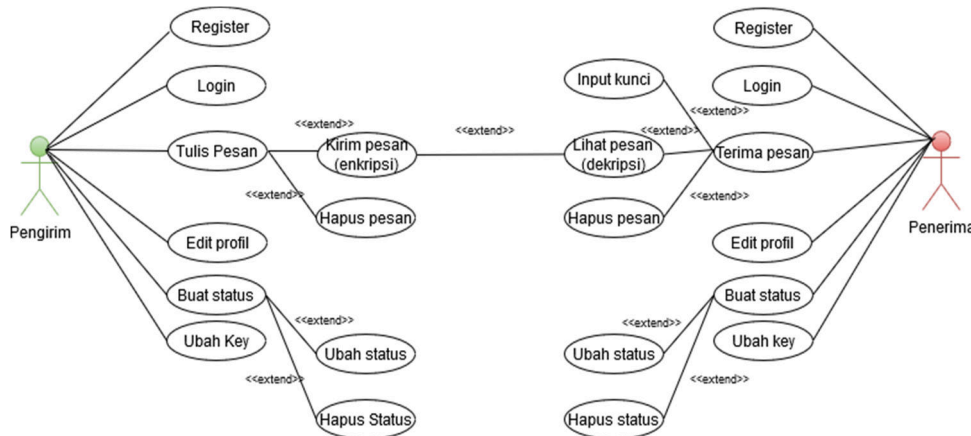 Register
Register
Login
Input kunci
Login
<<extend>>
<<extend>>
<<extend>>
<<extend>>
Tulis Pesan
Kirim pesan
(enkripsi)
Lihat pesan
(dekripsi)
Terima pesan
<<extend>>
<<extend>>
Hapus pesan
Hapus pesan
Pengirim
Penerima
Edit profil
Edit profil
Buat status
Buat status
<<extend>>
<<extend>>
Ubah Key
Ubah status
Ubah status
Ubah key
<<extend>>
<<extend>>
Hapus Status
Hapus status